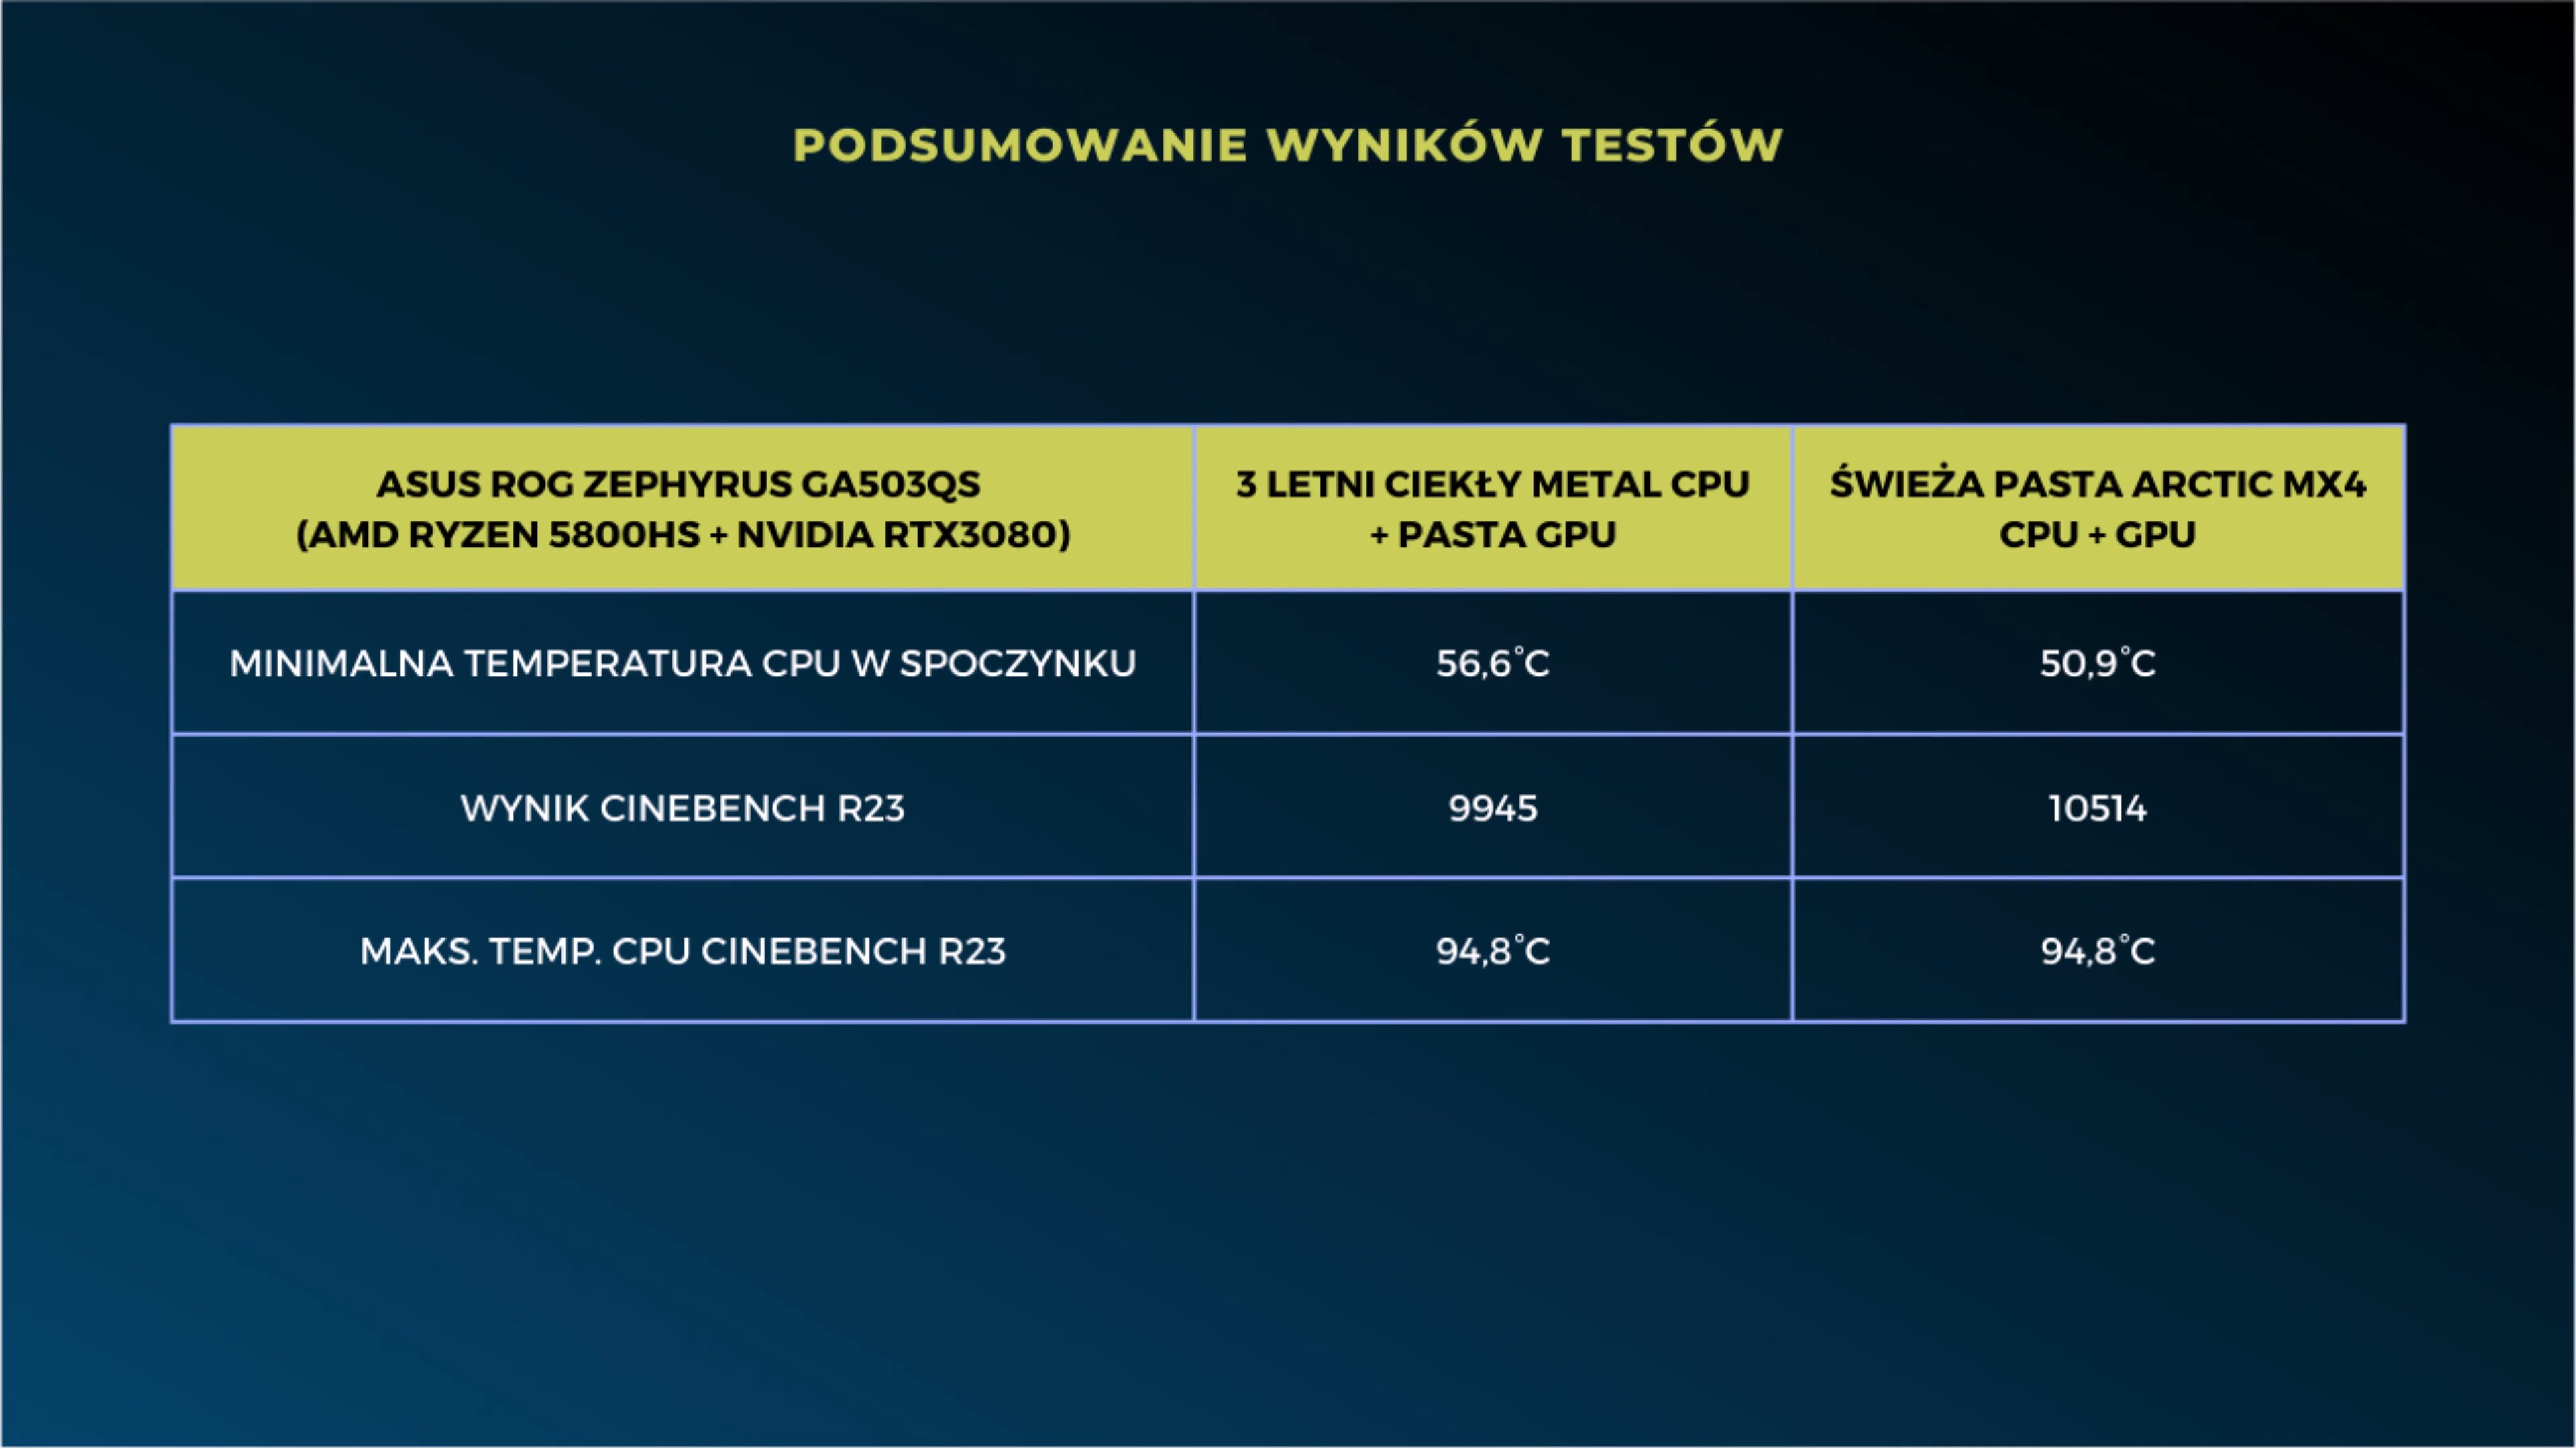 PODSUMOWANIE WYNIKÓW TESTÓW
ASUS ROG ZEPHYRUS GA503QS
(AMD RYZEN 5800HS + NVIDIA RTX3080)
3 LETNI CIEKŁY METAL CPU
+ PASTA GPU
ŚWIEŻA PASTA ARCTIC MX4
CPU + GPU
MINIMALNA TEMPERATURA CPU W SPOCZYNKU
56,6°C
50,9°C
WYNIK CINEBENCH R23
9945
10514
MAKS. TEMP. CPU CINEBENCH R23
94,8°C
94,8°C